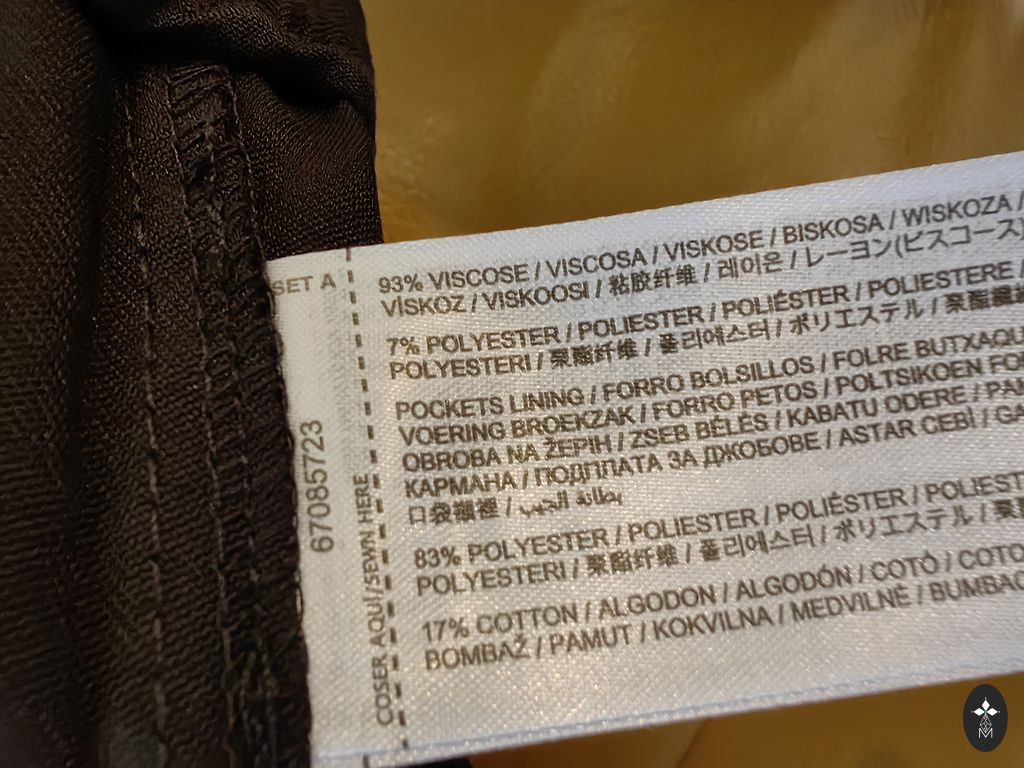 SET A
67085723
COSER AQUÍ/SEWN HERE
93% VISCOSE / VISCOSA / VISKOSE / BISKOSA / WISKOZA /
VİSKOZ / VISKOOSI / 粘胶纤维 / 레이온 / レーヨン(ビスコース)
7% POLYESTER / POLIESTER / POLIÉSTER / POLIESTERE /
POLYESTERI / 聚酯纤维 / 폴리에스터 / ポリエステル / 聚酯纖維
POCKETS LINING / FORRO BOLSILLOS / FOLRE BUTXAQU
VOERING BROEKZAK / FORRO PETOS / POLTSIKOEN FO
OBROBA NA ŽEPIH / ZSEB BÉLÉS / KABATU ODERE / PA
КАРМАНА / ПОДПЛАТА ЗА ДЖОБОВЕ / ASTAR CEBİ / GA
口袋襯裡 / بطانة الجيب
83% POLYESTER / POLIESTER / POLIÉSTER / POLIEST
POLYESTERI / 聚酯纤维 / 폴리에스터 / ポリエステル /
17% COTTON / ALGODON / ALGODÓN / COTÓ / COTO
BOMBAŽ / PAMUT / KOKVILNA / MEDVILNĖ / BUMBAC
M